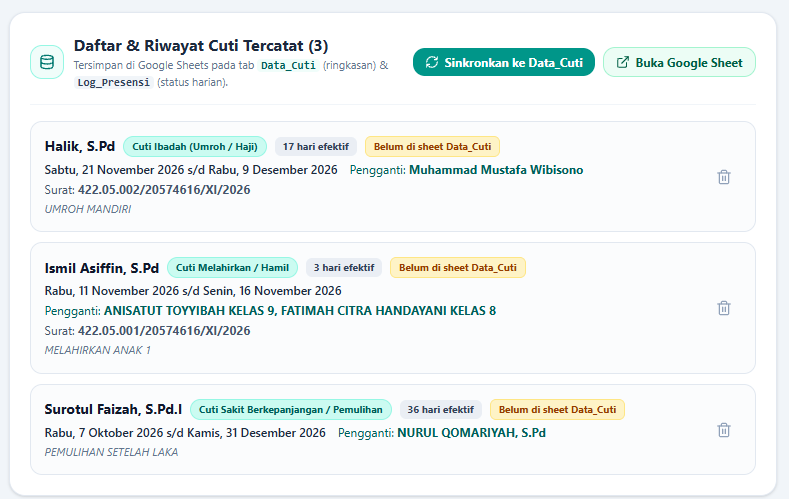 Daftar & Riwayat Cuti Tercatat (3)
Tersimpan di Google Sheets pada tab Data_Cuti (ringkasan) &
Log_Presensi (status harian).
Sinkronkan ke Data_Cuti
Buka Google Sheet
Halik, S.Pd Cuti Ibadah (Umroh / Haji) 17 hari efektif Belum di sheet Data_Cuti
Sabtu, 21 November 2026 s/d Rabu, 9 Desember 2026 Pengganti: Muhammad Mustafa Wibisono
Surat: 422.05.002/20574616/XI/2026
UMROH MANDIRI
Ismil Asiffin, S.Pd Cuti Melahirkan / Hamil 3 hari efektif Belum di sheet Data_Cuti
Rabu, 11 November 2026 s/d Senin, 16 November 2026
Pengganti: ANISATUT TOYYIBAH KELAS 9, FATIMAH CITRA HANDAYANI KELAS 8
Surat: 422.05.001/20574616/XI/2026
MELAHIRKAN ANAK 1
Surotul Faizah, S.Pd.I Cuti Sakit Berkepanjangan / Pemulihan 36 hari efektif Belum di sheet Data_Cuti
Rabu, 7 Oktober 2026 s/d Kamis, 31 Desember 2026 Pengganti: NURUL QOMARIYAH, S.Pd
PEMULIHAN SETELAH LAKA